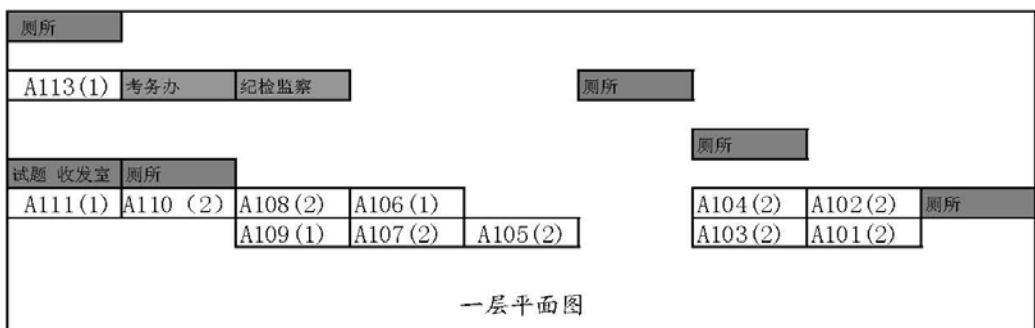 厕所
A113(1) 考务办 纪检监察 厕所
厕所
试题 收发室 厕所
A111(1) A110 (2) A108(2) A106(1) A104(2) A102(2) 厕所
A109(1) A107(2) A105(2) A103(2) A101(2)
一层平面图